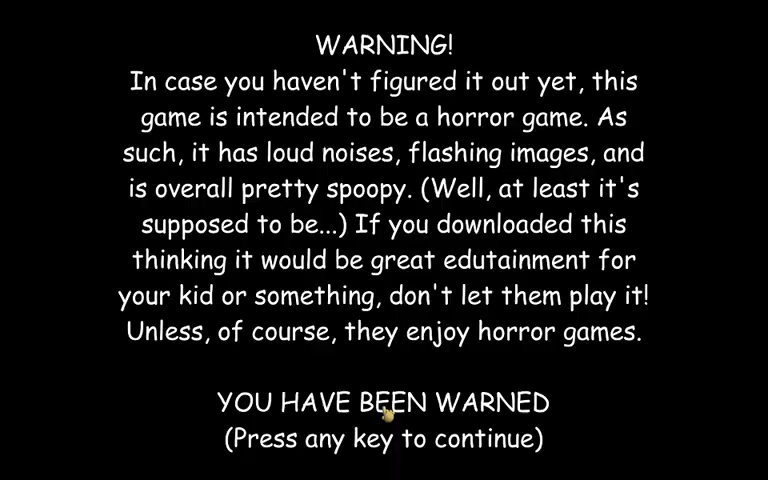 WARNING!
In case you haven't figured it out yet, this
game is intended to be a horror game. As
such, it has loud noises, flashing images, and
is overall pretty spoopy. (Well, at least it's
supposed to be...) If you downloaded this
thinking it would be great edutainment for
your kid or something, don't let them play it!
Unless, of course, they enjoy horror games.
YOU HAVE BEEN WARNED
(Press any key to continue)